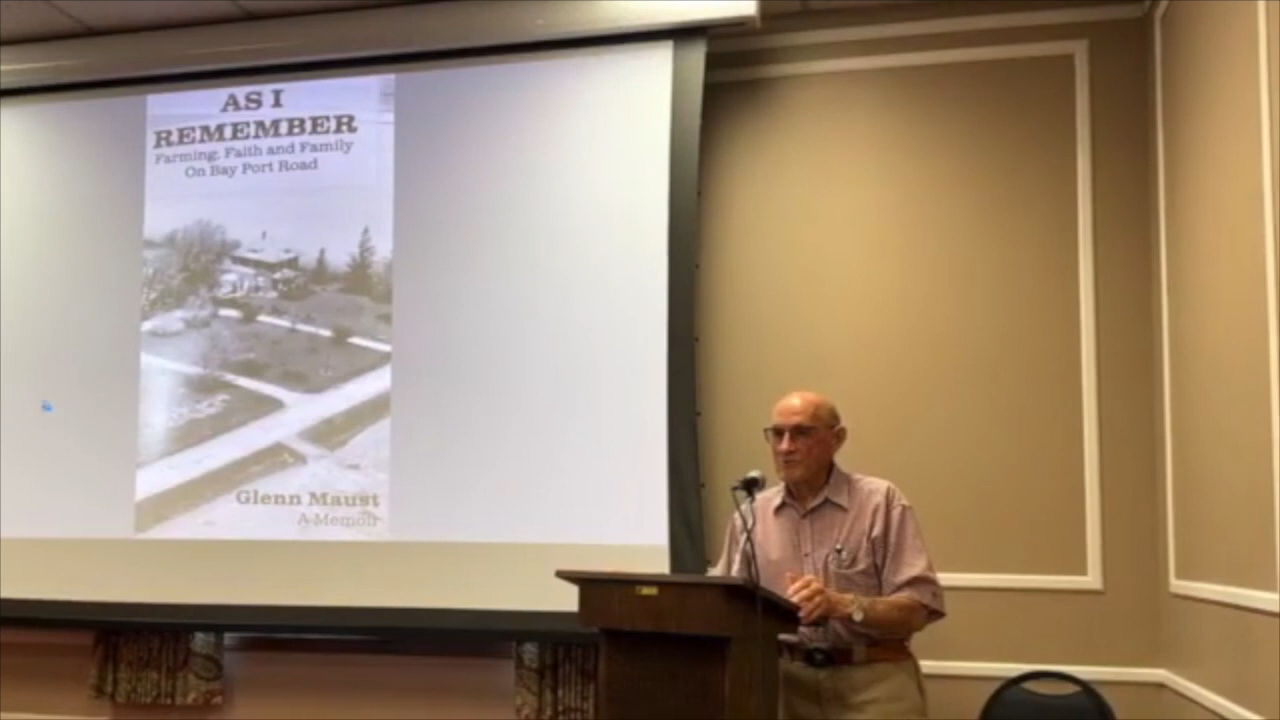 AS I
REMEMBER
Farming, Faith and Family
On Bay Port Road
Glenn Maust
A Memoir